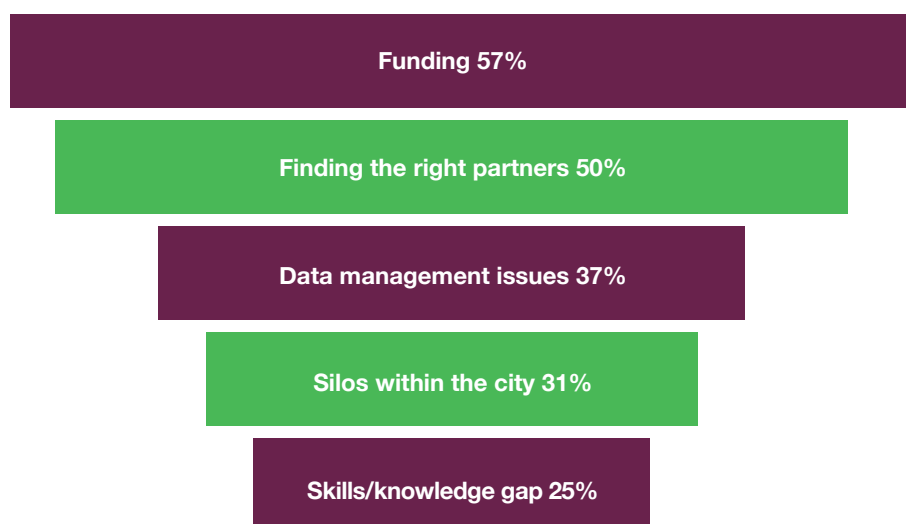 Funding 57%
Finding the right partners 50%
Data management issues 37%
Silos within the city 31%
Skills/knowledge gap 25%